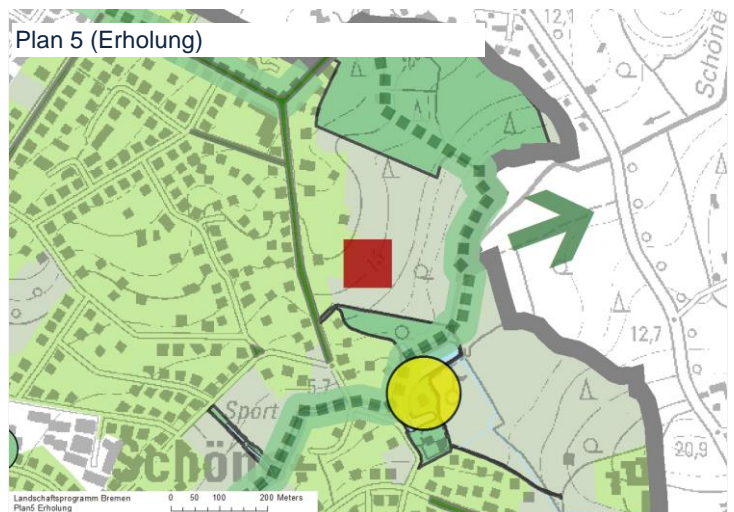 Plan 5 (Erholung)
12,1
Schöne
15
12,7
5,7
Sport
Schön
20,9
Landschaftsprogramm Bremen
Plan5 Erholung
0 50 100 200 Meters